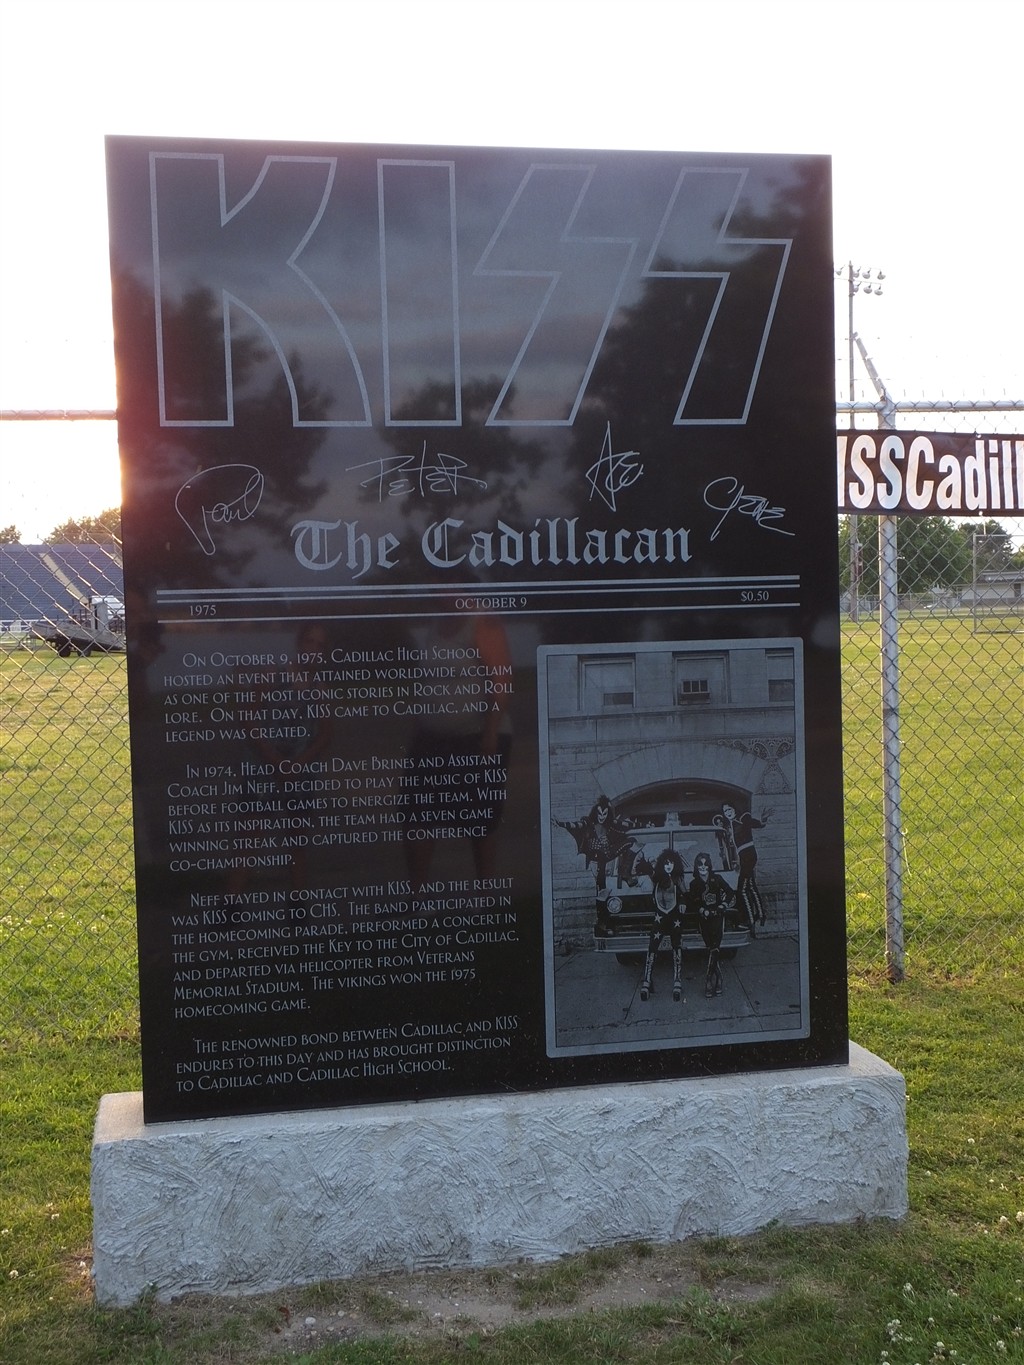 KISS
Paul Peter Ace Gene
The Cadillacan
1975 OCTOBER 9 $0.50
ON OCTOBER 9, 1975, CADILLAC HIGH SCHOOL
HOSTED AN EVENT THAT ATTAINED WORLDWIDE ACCLAIM
AS ONE OF THE MOST ICONIC STORIES IN ROCK AND ROLL
LORE. ON THAT DAY, KISS CAME TO CADILLAC, AND A
LEGEND WAS CREATED.
IN 1974, HEAD COACH DAVE BRINES AND ASSISTANT
COACH JIM NEFF, DECIDED TO PLAY THE MUSIC OF KISS
BEFORE FOOTBALL GAMES TO ENERGIZE THE TEAM. WITH
KISS AS ITS INSPIRATION, THE TEAM HAD A SEVEN GAME
WINNING STREAK AND CAPTURED THE CONFERENCE
CO-CHAMPIONSHIP.
NEFF STAYED IN CONTACT WITH KISS, AND THE RESULT
WAS KISS COMING TO CHS. THE BAND PARTICIPATED IN
THE HOMECOMING PARADE, PERFORMED A CONCERT IN
THE GYM, RECEIVED THE KEY TO THE CITY OF CADILLAC,
AND DEPARTED VIA HELICOPTER FROM VETERANS
MEMORIAL STADIUM. THE VIKINGS WON THE 1975
HOMECOMING GAME.
THE RENOWNED BOND BETWEEN CADILLAC AND KISS
ENDURES TO THIS DAY AND HAS BROUGHT DISTINCTION
TO CADILLAC AND CADILLAC HIGH SCHOOL.
ISSCadill